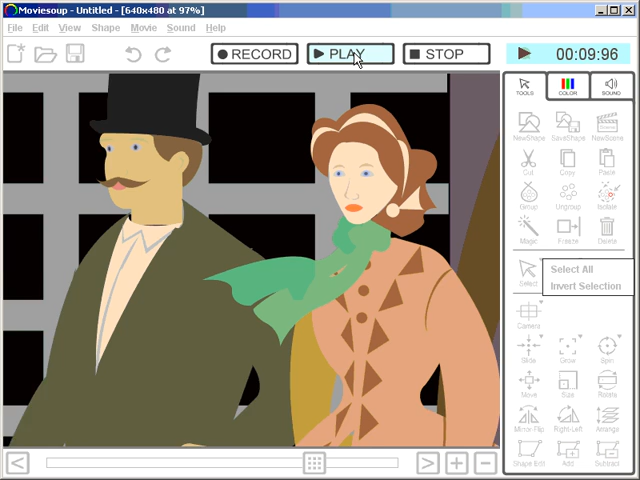 Moviesoup - Untitled - [640x480 at 97%]
File Edit View Shape Movie Sound Help
RECORD PLAY STOP 00:09:96
TOOLS COLOR SOUND
NewShape SaveShape NewScene
Cut Copy Paste
Group Ungroup Isolate
Magic Freeze Delete
Select
Select All
Invert Selection
Camera
Slide Grow Spin
Move Size Rotate
Mirror Flip Right-Left Arrange
Shape Edit Add Subtract